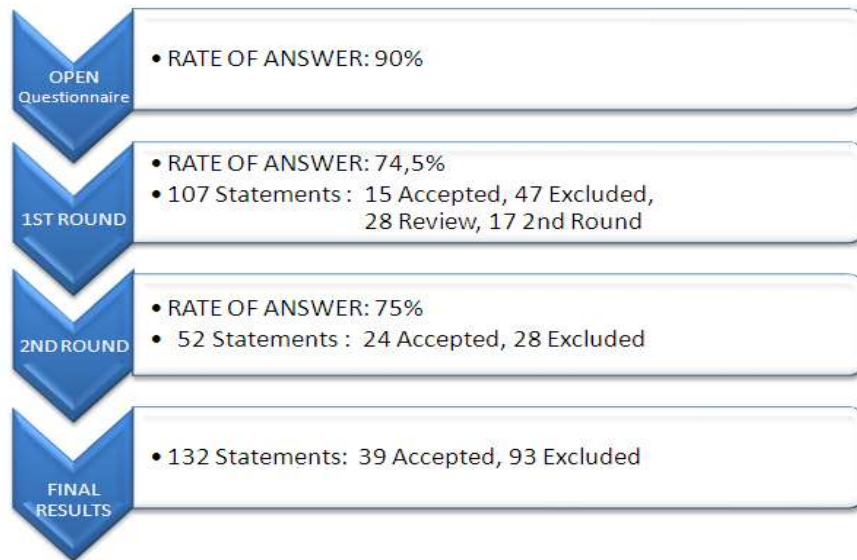 OPEN
Questionnaire
• RATE OF ANSWER: 90%
1ST ROUND
• RATE OF ANSWER: 74,5%
• 107 Statements : 15 Accepted, 47 Excluded,
28 Review, 17 2nd Round
2ND ROUND
• RATE OF ANSWER: 75%
• 52 Statements : 24 Accepted, 28 Excluded
FINAL
RESULTS
• 132 Statements: 39 Accepted, 93 Excluded